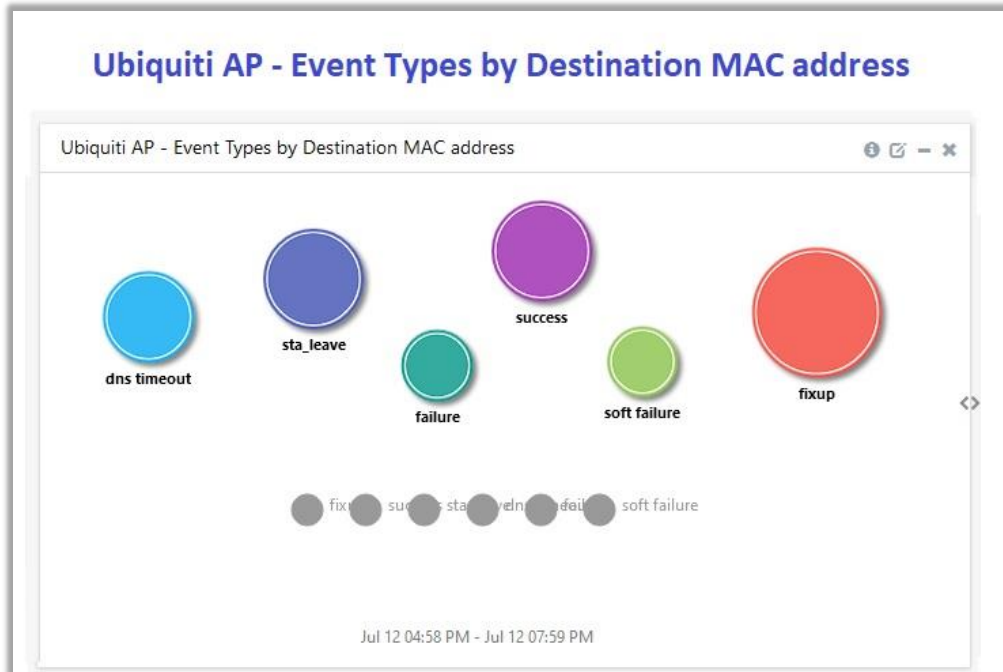 Ubiquiti AP - Event Types by Destination MAC address
Ubiquiti AP - Event Types by Destination MAC address
success
sta_leave
dns timeout
fixup
failure
soft failure
soft failure
Jul 12 04:58 PM - Jul 12 07:59 PM